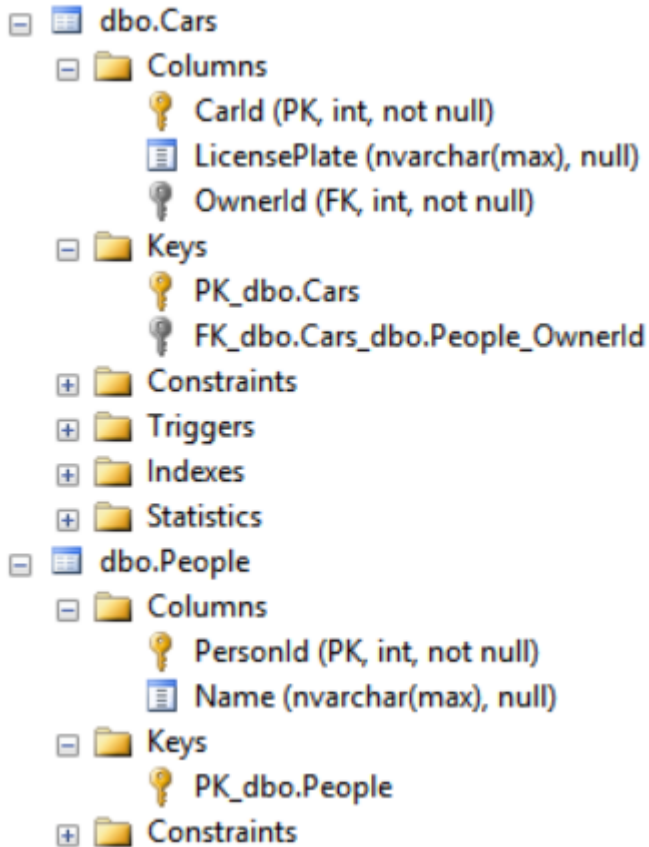 dbo.Cars
Columns
CarId (PK, int, not null)
LicensePlate (nvarchar(max), null)
OwnerId (FK, int, not null)
Keys
PK_dbo.Cars
FK_dbo.Cars_dbo.People_OwnerId
Constraints
Triggers
Indexes
Statistics
dbo.People
Columns
PersonId (PK, int, not null)
Name (nvarchar(max), null)
Keys
PK_dbo.People
Constraints